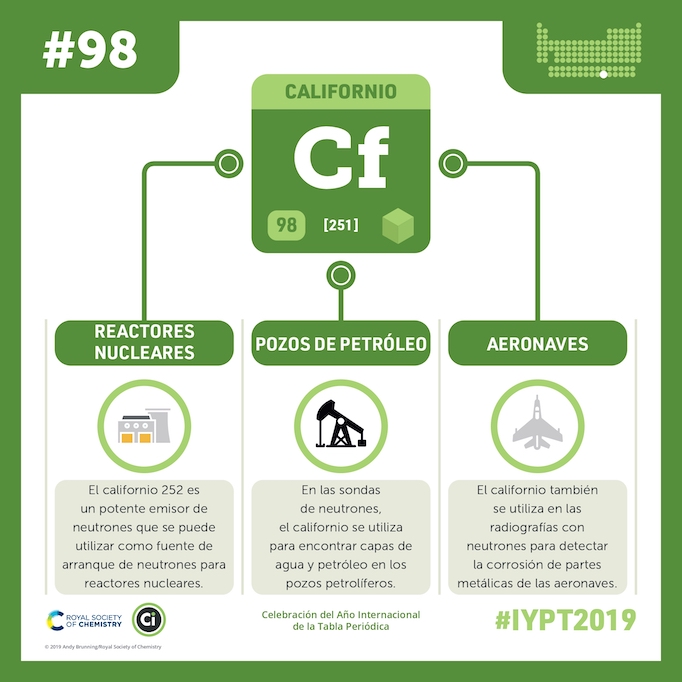 #98
CALIFORNIO
Cf
98 [251]
REACTORES
NUCLEARES
El californio 252 es
un potente emisor de
neutrones que se puede
utilizar como fuente de
arranque de neutrones para
reactores nucleares.
POZOS DE PETRÓLEO
En las sondas
de neutrones,
el californio se utiliza
para encontrar capas de
agua y petróleo en los
pozos petrolíferos.
AERONAVES
El californio también
se utiliza en las
radiografías con
neutrones para detectar
la corrosión de partes
metálicas de las aeronaves.
ROYAL SOCIETY
OF CHEMISTRY
Ci
Celebración del Año Internacional
de la Tabla Periódica
#IYPT2019
© 2019 Andy Brunning/Royal Society of Chemistry